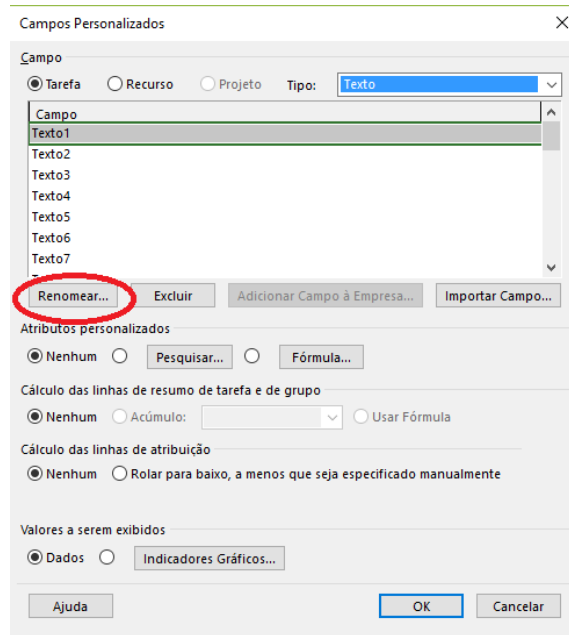 Campos Personalizados
Campo
Tarefa Recurso Projeto Tipo: Texto
Campo
Texto1
Texto2
Texto3
Texto4
Texto5
Texto6
Texto7
Renomear... Excluir Adicionar Campo à Empresa... Importar Campo...
Atributos personalizados
Nenhum Pesquisar... Fórmula...
Cálculo das linhas de resumo de tarefa e de grupo
Nenhum Acúmulo: Usar Fórmula
Cálculo das linhas de atribuição
Nenhum Rolar para baixo, a menos que seja especificado manualmente
Valores a serem exibidos
Dados Indicadores Gráficos...
Ajuda OK Cancelar